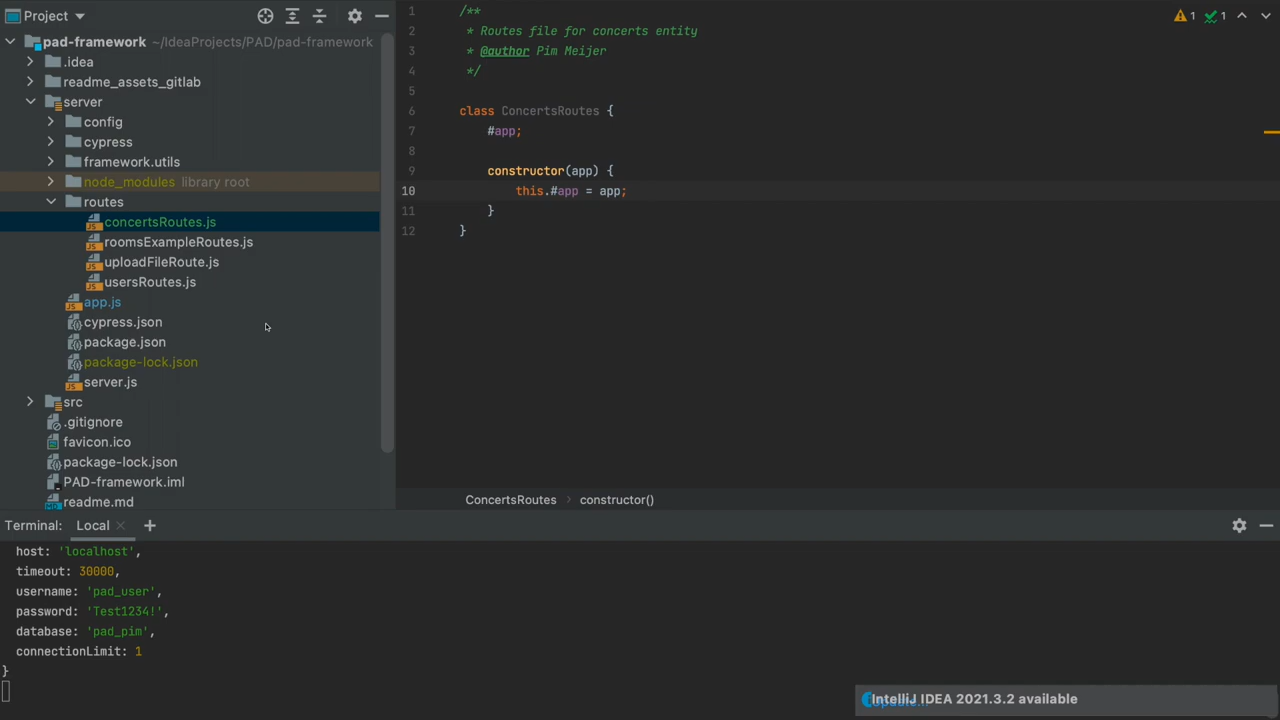 Project
pad-framework ~/IdeaProjects/PAD/pad-framework
.idea
readme_assets_gitlab
server
config
cypress
framework.utils
node_modules library root
routes
concertsRoutes.js
roomsExampleRoutes.js
uploadFileRoute.js
usersRoutes.js
app.js
cypress.json
package.json
package-lock.json
server.js
src
.gitignore
favicon.ico
package-lock.json
PAD-framework.iml
readme.md
1 /**
2 * Routes file for concerts entity
3 * @author Pim Meijer
4 */
5
6 class ConcertsRoutes {
7 #app;
8
9 constructor(app) {
10 this.#app = app;
11 }
12 }
1 1
ConcertsRoutes > constructor()
Terminal: Local
host: 'localhost',
timeout: 30000,
username: 'pad_user',
password: 'Test1234!',
database: 'pad_pim',
connectionLimit: 1
}
IntelliJ IDEA 2021.3.2 available